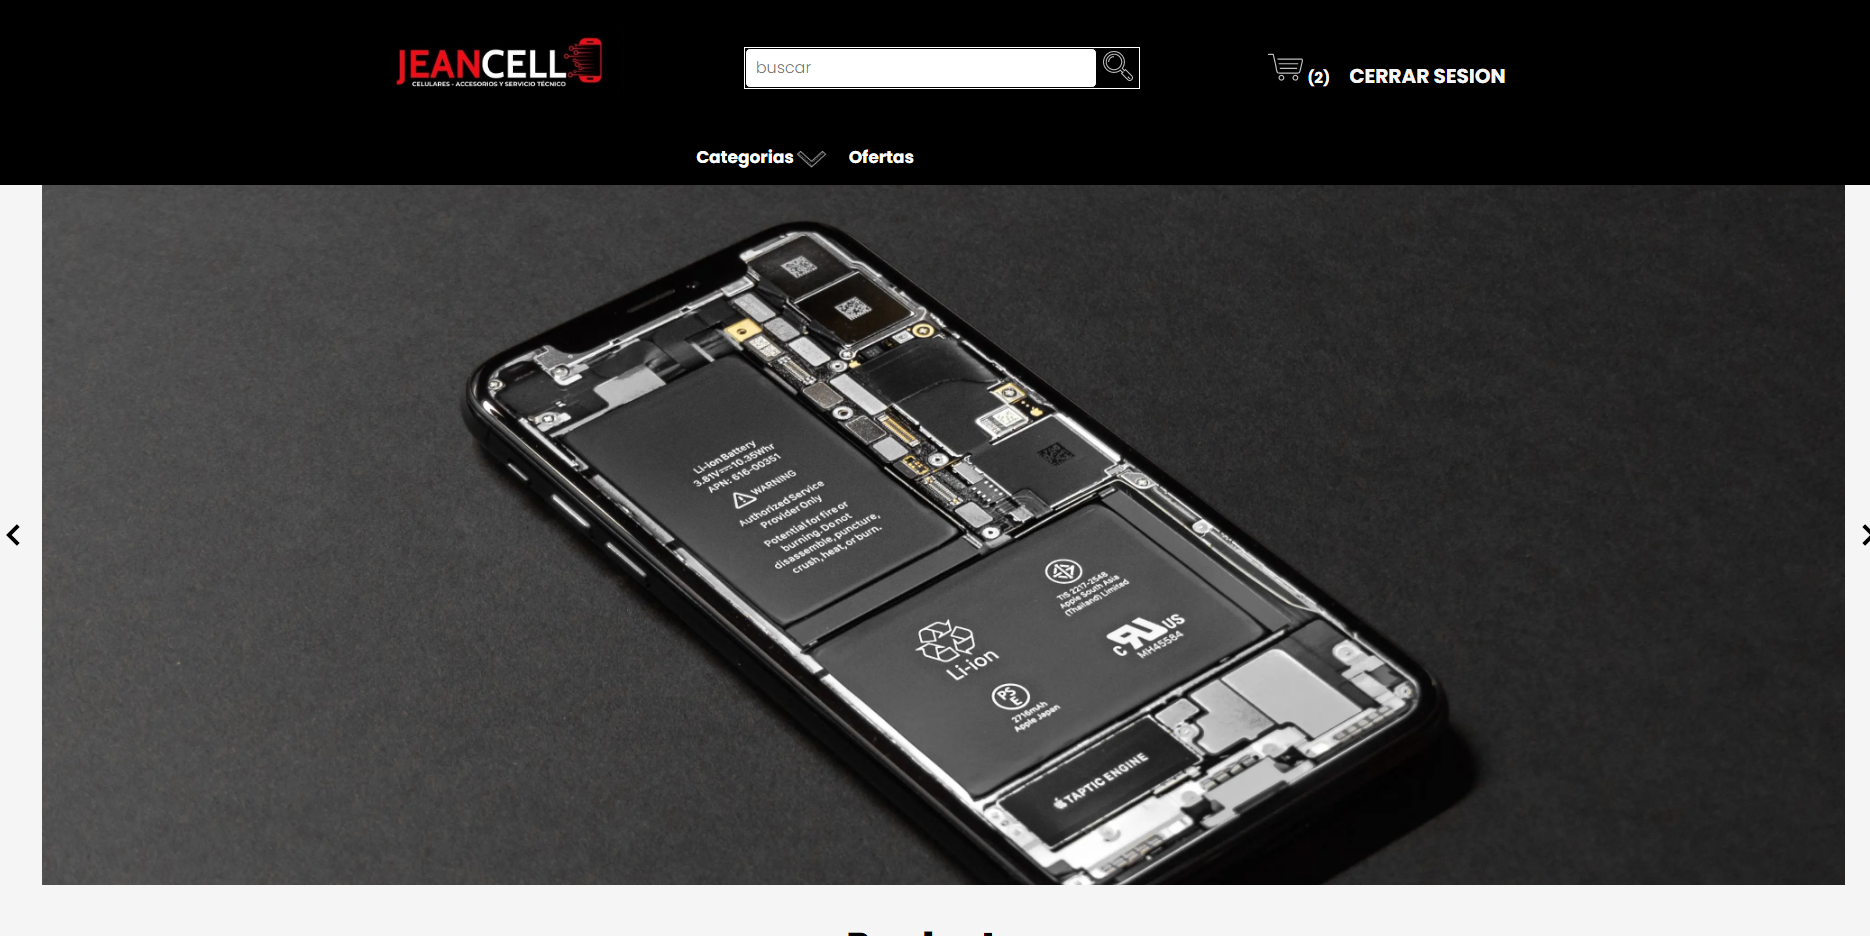 JEANCELL
CELULARES - ACCESORIOS Y SERVICIO TÉCNICO
buscar
(2)
CERRAR SESION
Categorias
Ofertas
Li-ion Battery
3.81V 10.35Whr
APN: 616-00351
WARNING
Authorized Service
Provider Only
Potential for fire or
burning. Do not
disassemble, puncture,
crush, heat, or burn.
TIS 2217-2548
Apple South Asia
(Thailand) Limited
c RU US
MH45584
Li-ion
PS
E
2716mAh
Apple Japan
TAPTIC ENGINE